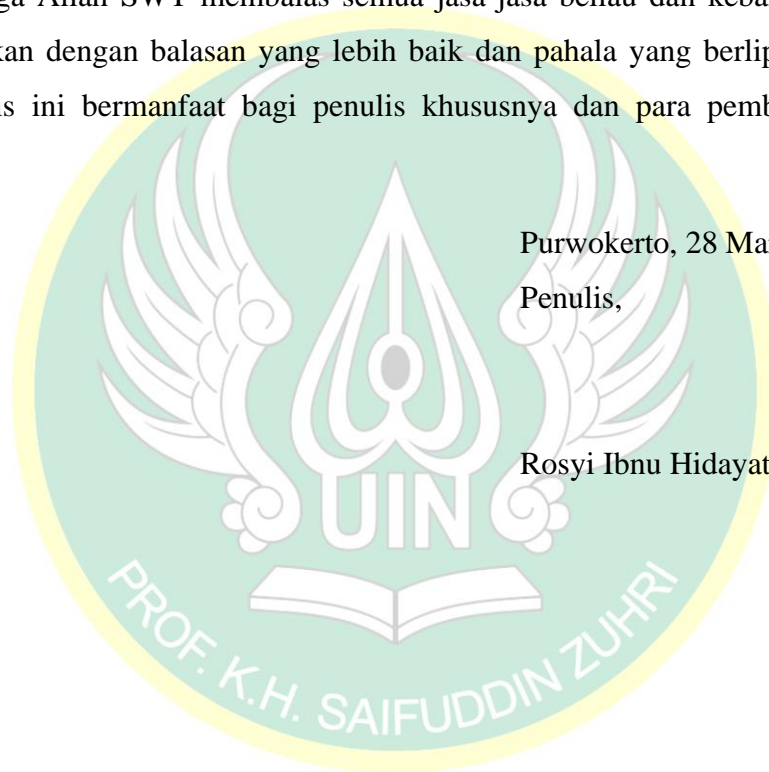 ga Allah SWT membalas semua jasa-jasa beliau dan keba
kan dengan balasan yang lebih baik dan pahala yang berlip
is ini bermanfaat bagi penulis khususnya dan para pemb
Purwokerto, 28 Ma
Penulis,
Rosyi Ibnu Hidayat
UIN
PROF. K.H. SAIFUDDIN ZUHRI